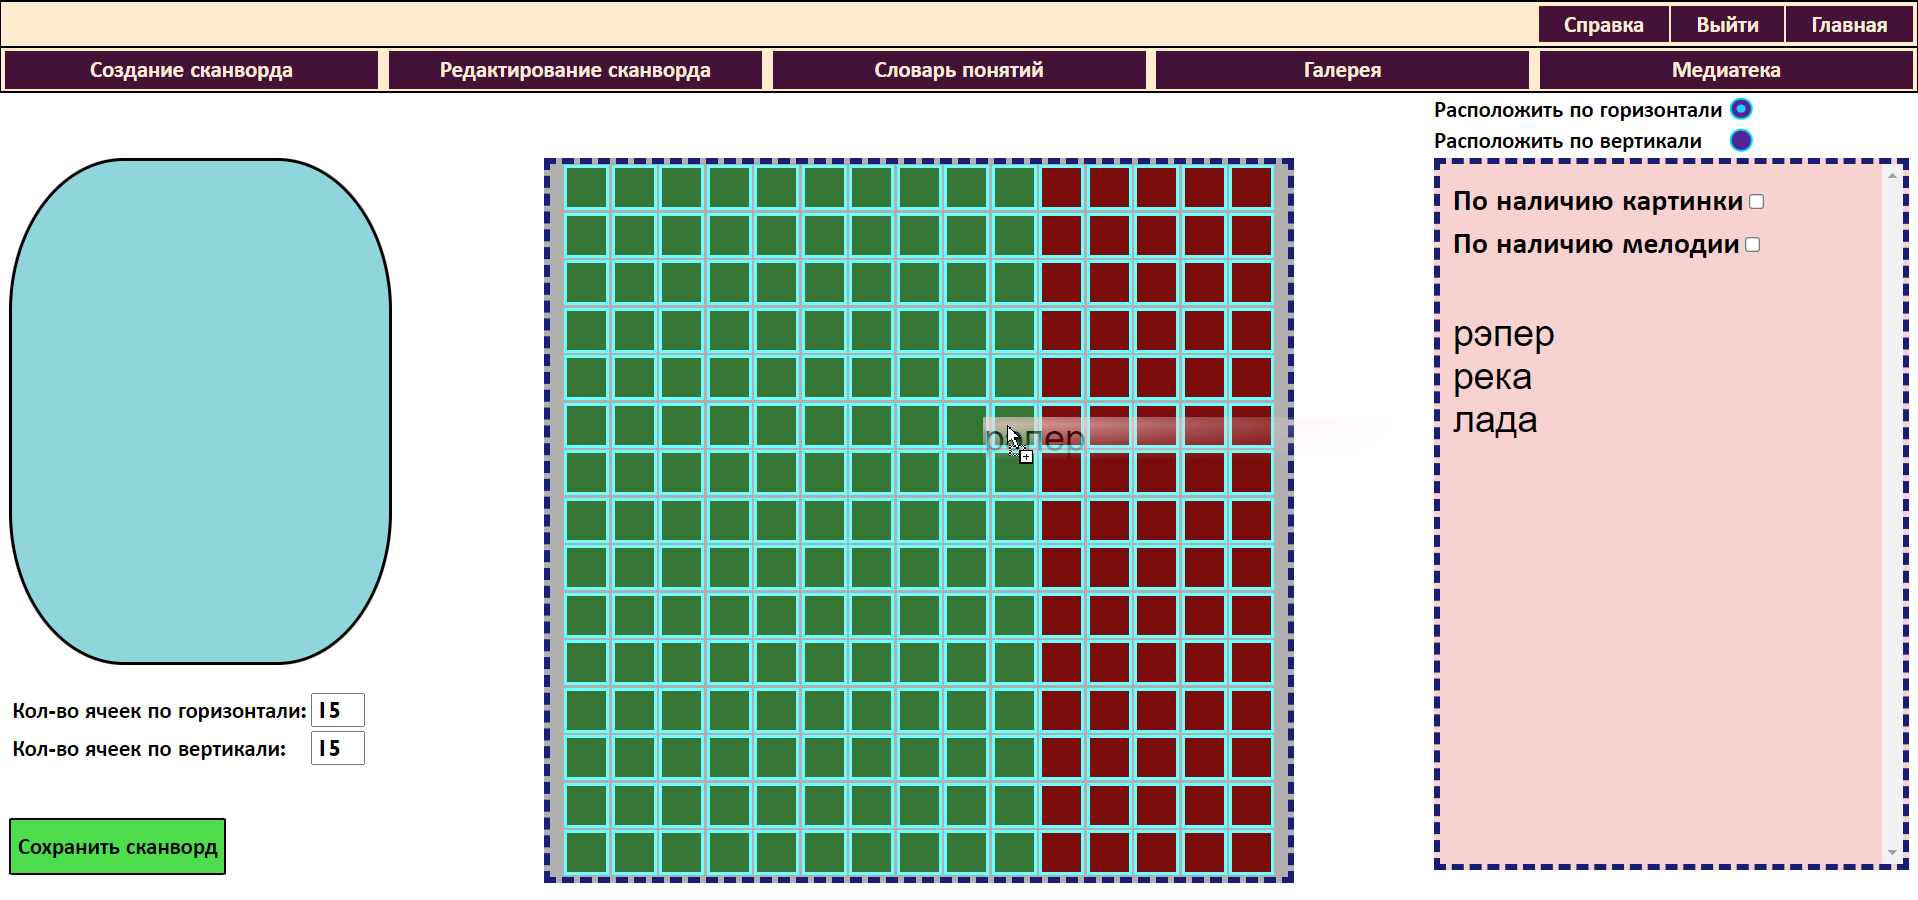 Справка Выйти Главная
Создание сканворда Редактирование сканворда Словарь понятий Галерея Медиатека
Расположить по горизонтали
Расположить по вертикали
По наличию картинки
По наличию мелодии
рэпер
река
лада
рэпер
Кол-во ячеек по горизонтали: 15
Кол-во ячеек по вертикали: 15
Сохранить сканворд